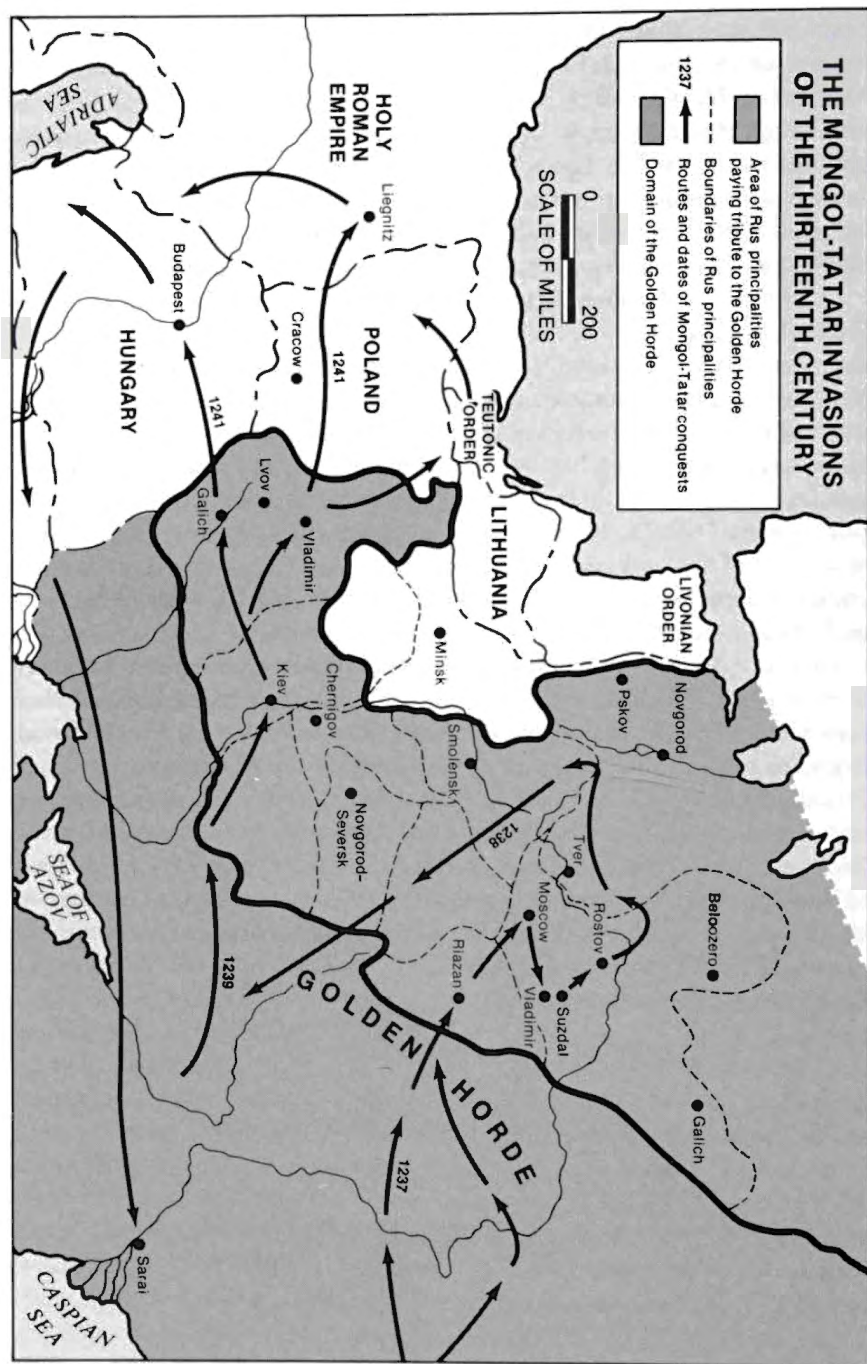 THE MONGOL-TATAR INVASIONS
OF THE THIRTEENTH CENTURY
Area of Rus principalities
paying tribute to the Golden Horde
Boundaries of Rus principalities
1237 Routes and dates of Mongol-Tatar conquests
Domain of the Golden Horde
0 200
SCALE OF MILES
LIVONIAN
ORDER
Novgorod
Pskov
Beloozero
Galich
LITHUANIA
TEUTONIC
ORDER
Minsk
Smolensk
Tver
Rostov
Moscow
Suzdal
Vladimir
1238
Riazan
HOLY
ROMAN
EMPIRE
Liegnitz
POLAND
1241
Cracow
Vladimir
Lvov
Galich
1241
Kiev
Chernigov
Novgorod-
Seversk
GOLDEN
HORDE
1237
1239
Budapest
HUNGARY
ADRIATIC
SEA
SEA OF
AZOV
Sarai
CASPIAN
SEA